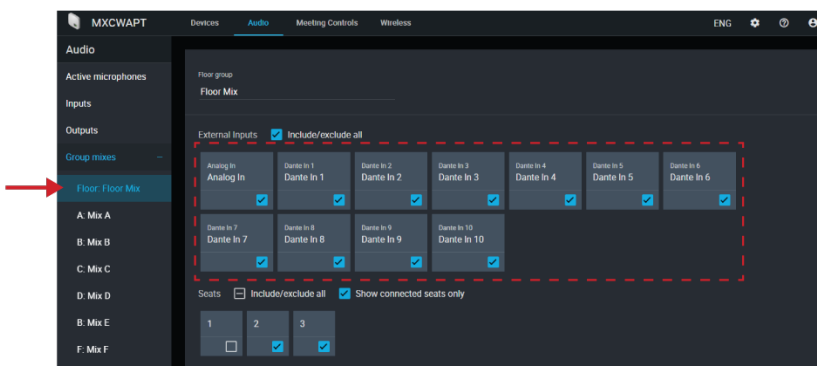 MXCWAPT
Devices Audio Meeting Controls Wireless
ENG
Audio
Active microphones
Inputs
Outputs
Group mixes
Floor: Floor Mix
A: Mix A
B: Mix B
C: Mix C
D: Mix D
B: Mix E
F: Mix F
Floor group
Floor Mix
External Inputs Include/exclude all
Analog In Dante In 1 Dante In 2 Dante In 3 Dante In 4 Dante In 5 Dante In 6
Analog In Dante In 1 Dante In 2 Dante In 3 Dante In 4 Dante In 5 Dante In 6
Dante In 7 Dante In 8 Dante In 9 Dante In 10
Dante In 7 Dante In 8 Dante In 9 Dante In 10
Seats Include/exclude all Show connected seats only
1 2 3